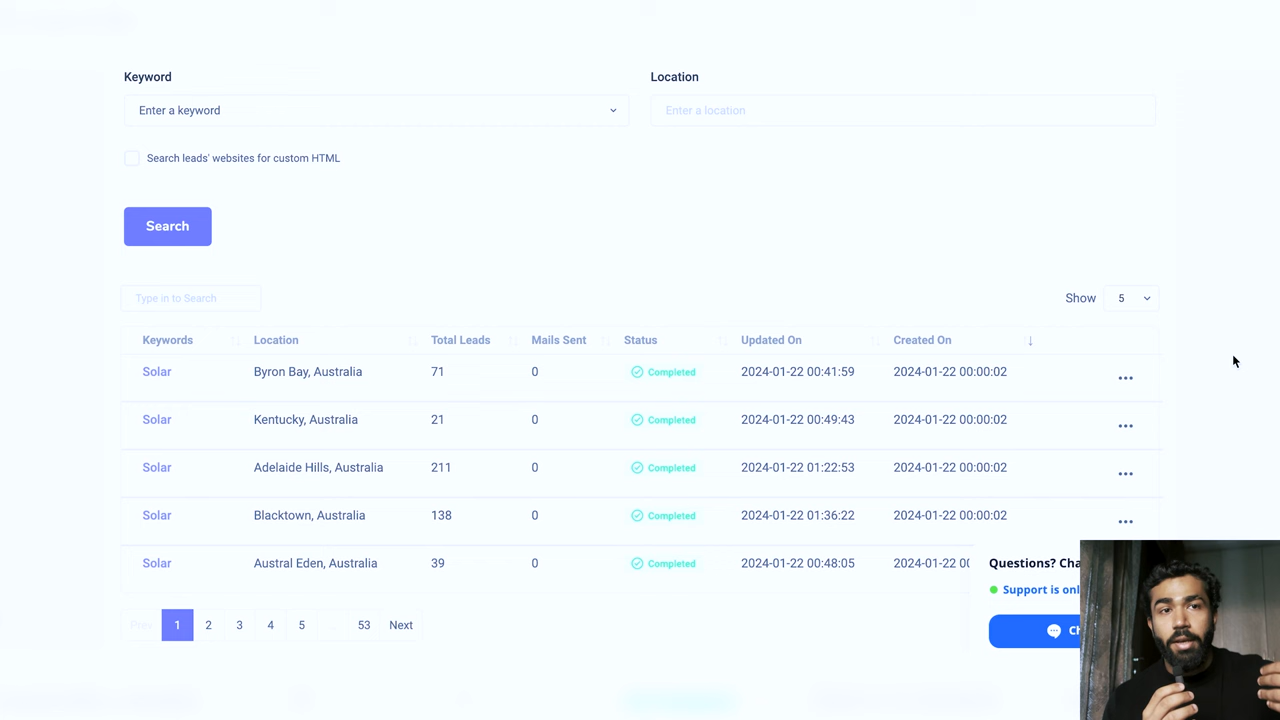 Keyword
Location
Enter a keyword
Enter a location
Search leads' websites for custom HTML
Search
Type in to Search
Show 5
Keywords Location Total Leads Mails Sent Status Updated On Created On
Solar Byron Bay, Australia 71 0 Completed 2024-01-22 00:41:59 2024-01-22 00:00:02
Solar Kentucky, Australia 21 0 Completed 2024-01-22 00:49:43 2024-01-22 00:00:02
Solar Adelaide Hills, Australia 211 0 Completed 2024-01-22 01:22:53 2024-01-22 00:00:02
Solar Blacktown, Australia 138 0 Completed 2024-01-22 01:36:22 2024-01-22 00:00:02
Solar Austral Eden, Australia 39 0 Completed 2024-01-22 00:48:05 2024-01-22 00
Questions? Cha
Support is onl
Ch
Prev 1 2 3 4 5 ... 53 Next